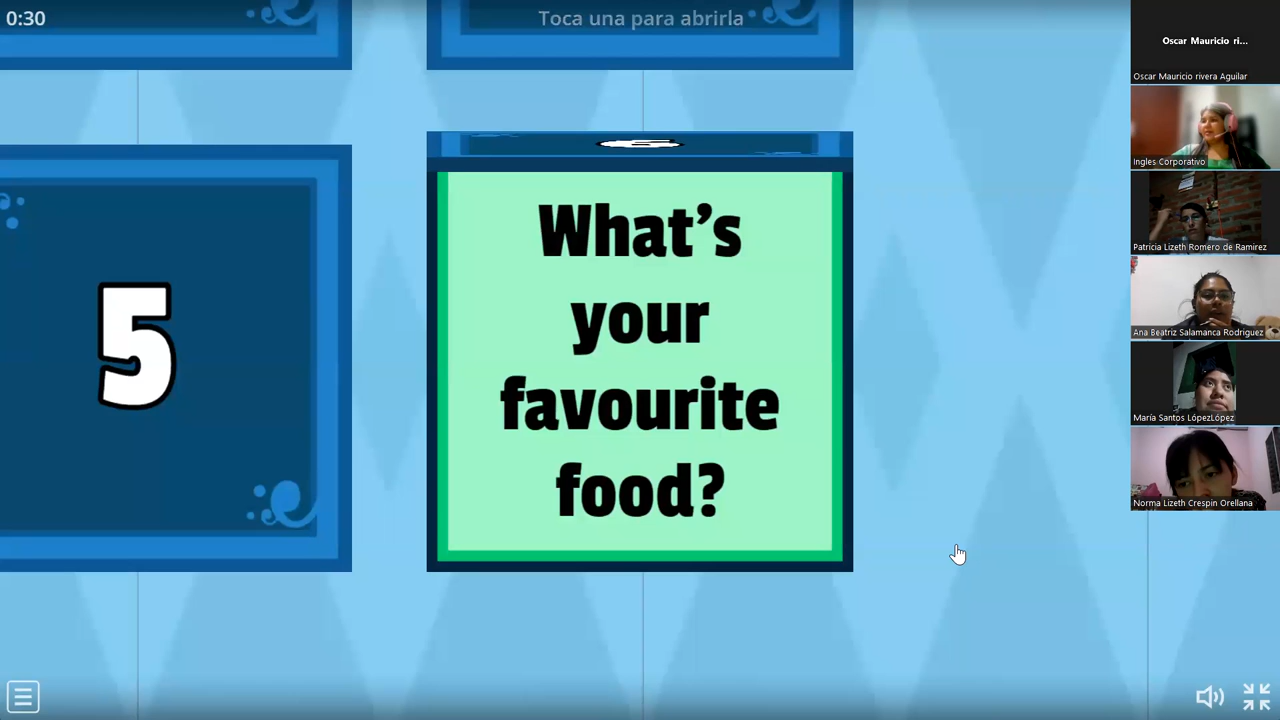 0:30
Toca una para abrirla
5
What's
your
favourite
food?
Oscar Mauricio ri...
Oscar Mauricio rivera Aguilar
Ingles Corporativo
Patricia Lizeth Romero de Ramirez
Ana Beatriz Salamanca Rodriguez
María Santos LópezLópez
Norma Lizeth Crespin Orellana